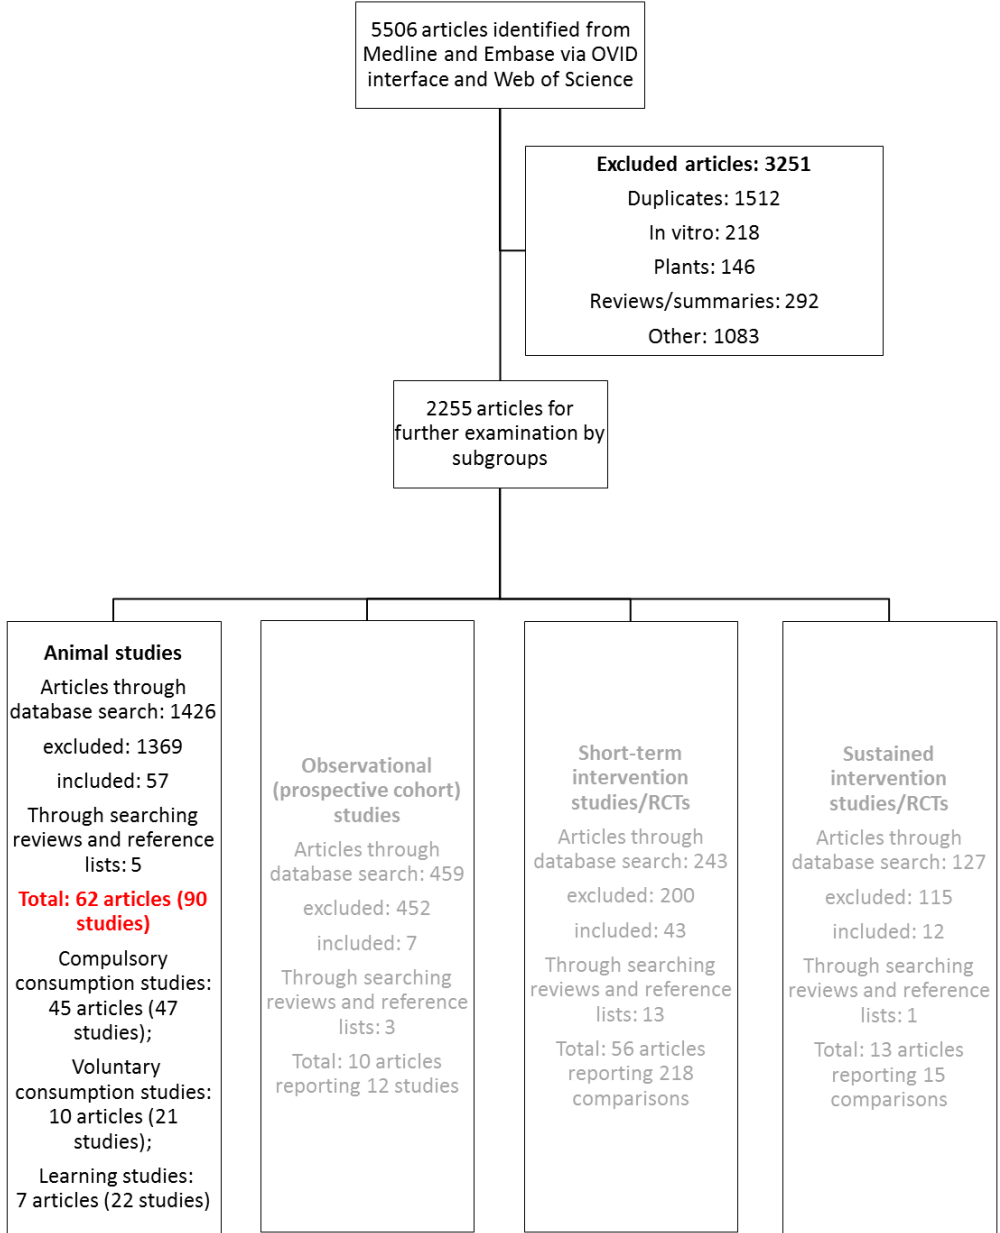 5506 articles identified from
Medline and Embase via OVID
interface and Web of Science
Excluded articles: 3251
Duplicates: 1512
In vitro: 218
Plants: 146
Reviews/summaries: 292
Other: 1083
2255 articles for
further examination by
subgroups
Animal studies
Articles through
database search: 1426
excluded: 1369
included: 57
Through searching
reviews and reference
lists: 5
Total: 62 articles (90
studies)
Compulsory
consumption studies:
45 articles (47
studies);
Voluntary
consumption studies:
10 articles (21
studies);
Learning studies:
7 articles (22 studies)
Observational
(prospective cohort)
studies
Articles through
database search: 459
excluded: 452
included: 7
Through searching
reviews and reference
lists: 3
Total: 10 articles
reporting 12 studies
Short-term
intervention
studies/RCTs
Articles through
database search: 243
excluded: 200
included: 43
Through searching
reviews and reference
lists: 13
Total: 56 articles
reporting 218
comparisons
Sustained
intervention
studies/RCTs
Articles through
database search: 127
excluded: 115
included: 12
Through searching
reviews and reference
lists: 1
Total: 13 articles
reporting 15
comparisons